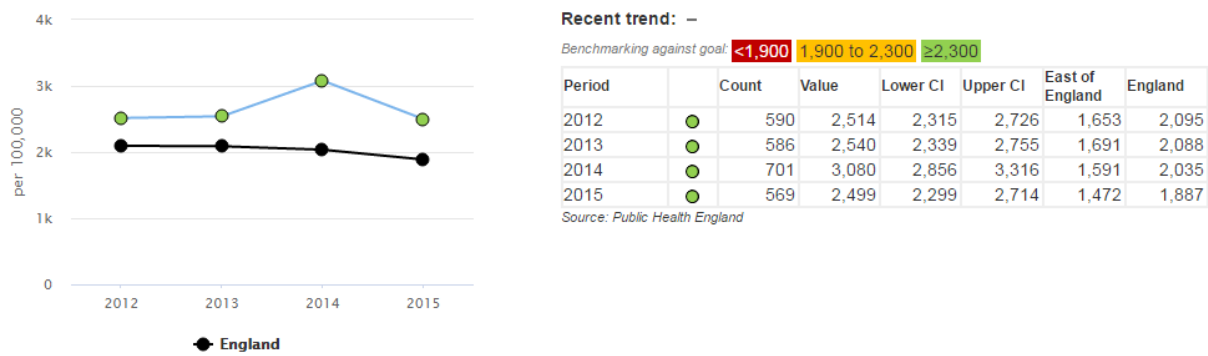 4k
3k
2k
1k
0
per 100,000
2012 2013 2014 2015
England
Recent trend: –
Benchmarking against goal: <1,900 1,900 to 2,300 ≥2,300
Period Count Value Lower CI Upper CI East of England England
2012 590 2,514 2,315 2,726 1,653 2,095
2013 586 2,540 2,339 2,755 1,691 2,088
2014 701 3,080 2,856 3,316 1,591 2,035
2015 569 2,499 2,299 2,714 1,472 1,887
Source: Public Health England